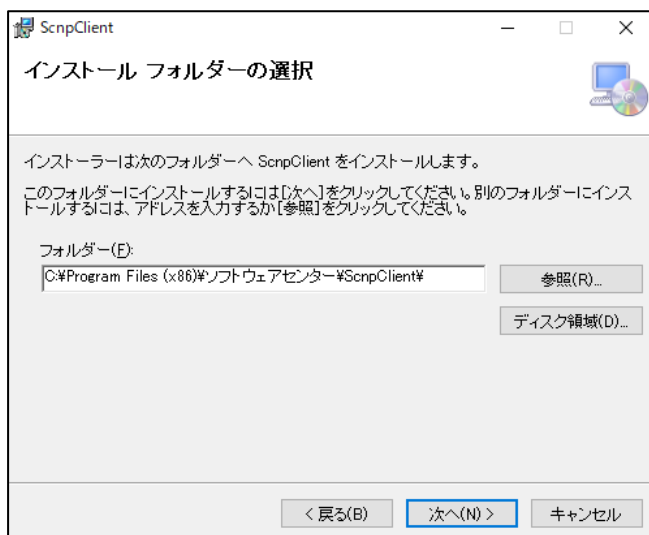 ScnpClient
インストール フォルダーの選択
インストーラーは次のフォルダーへ ScnpClient をインストールします。
このフォルダーにインストールするには[次へ]をクリックしてください。別のフォルダーにインス
トールするには、アドレスを入力するか[参照]をクリックしてください。
フォルダー(F):
C:¥Program Files (x86)¥ソフトウェアセンター¥ScnpClient¥
参照(R)...
ディスク領域(D)...
< 戻る(B)
次へ(N) >
キャンセル